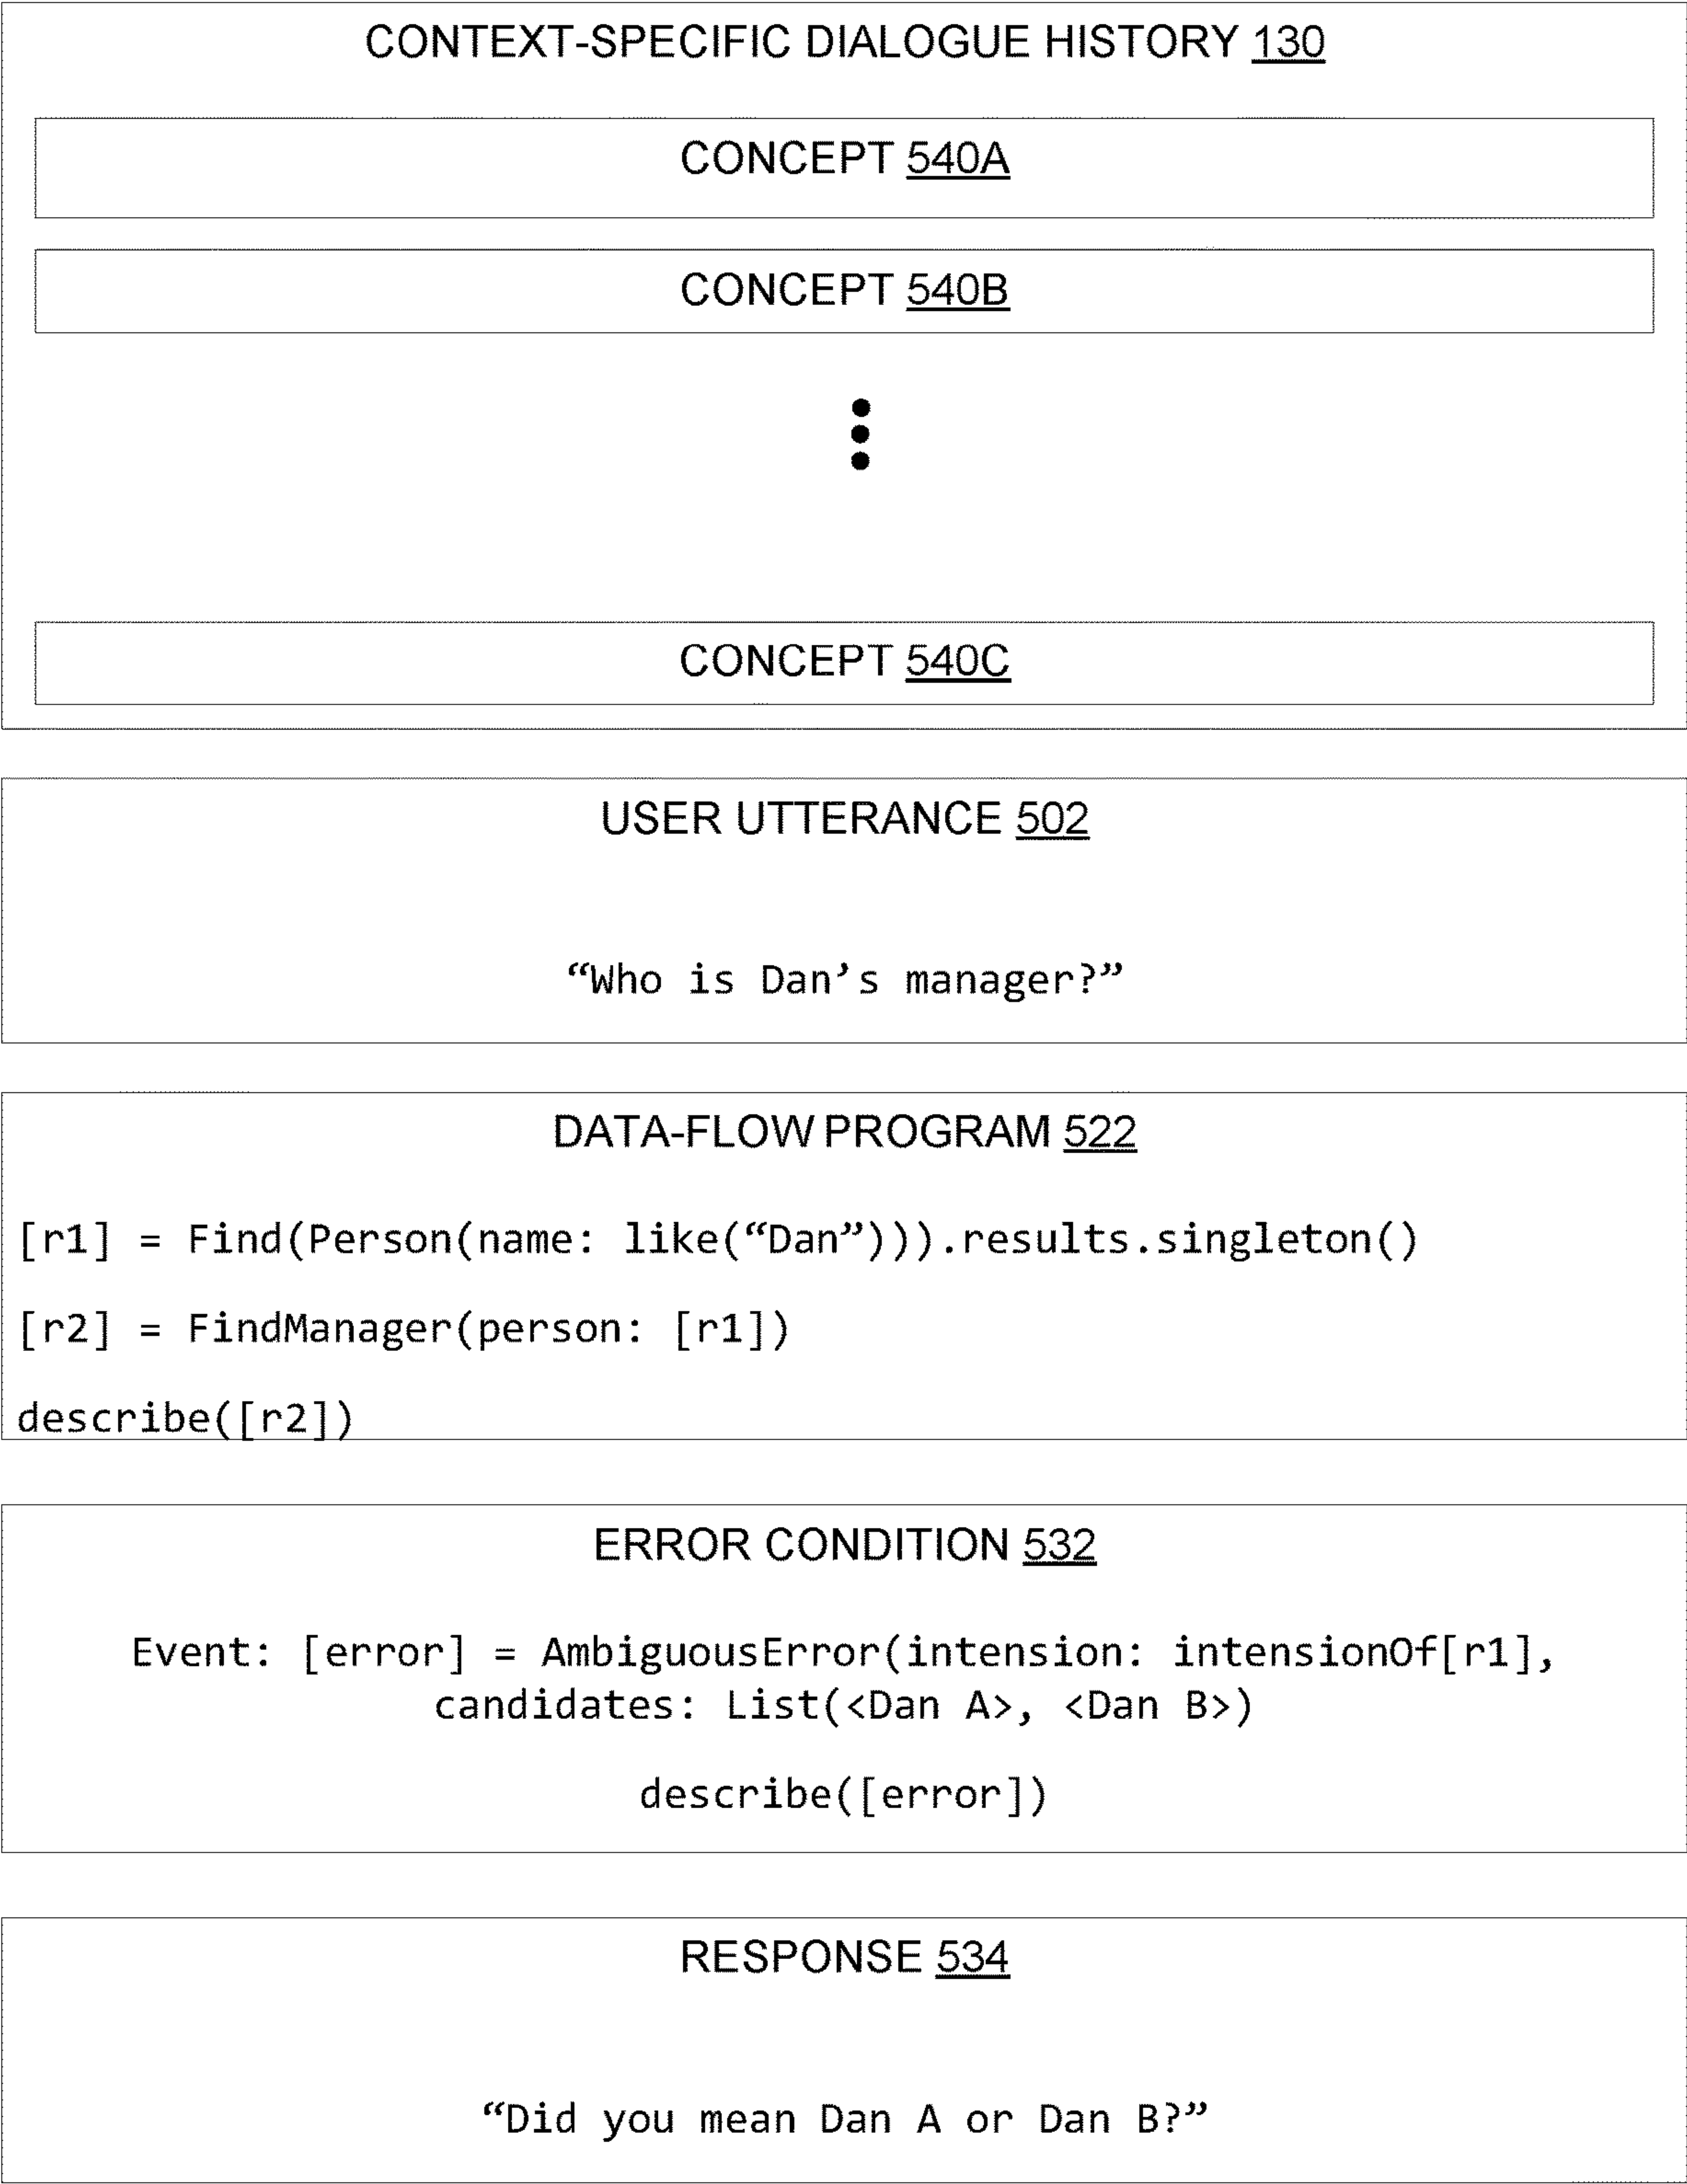 CONTEXT-SPECIFIC DIALOGUE HISTORY 130
CONCEPT 540A
CONCEPT 540B
CONCEPT 540C
USER UTTERANCE 502
“Who is Dan’s manager?”
DATA-FLOW PROGRAM 522
[r1] = Find(Person(name: like(“Dan”))).results.singleton()
[r2] = FindManager(person: [r1])
describe([r2])
ERROR CONDITION 532
Event: [error] = AmbiguousError(intension: intensionOf[r1],
candidates: List(<Dan A>, <Dan B>)
describe([error])
RESPONSE 534
“Did you mean Dan A or Dan B?”